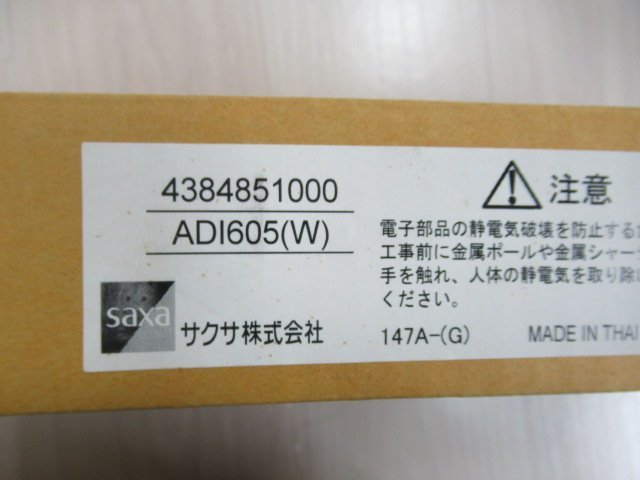 4384851000
ADI605(W)
注意
電子部品の静電気破壊を防止する
工事前に金属ポールや金属シャー
手を触れ、人体の静電気を取り除
ください。
saxa
サクサ株式会社
147A-(G)
MADE IN THAI